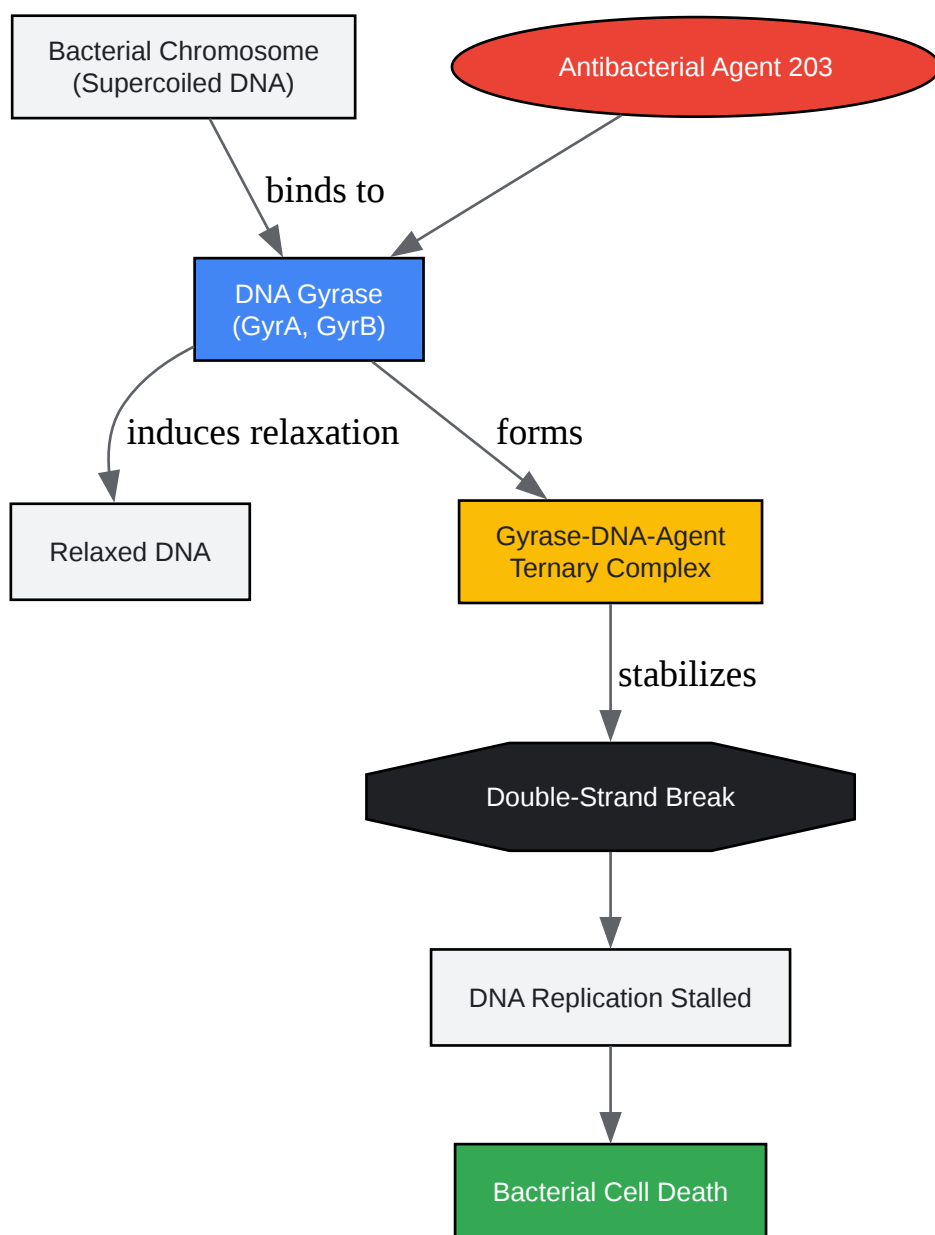 Bacterial Chromosome
(Supercoiled DNA)
Antibacterial Agent 203
binds to
DNA Gyrase
(GyrA, GyrB)
induces relaxation
forms
Relaxed DNA
Gyrase-DNA-Agent
Ternary Complex
stabilizes
Double-Strand Break
DNA Replication Stalled
Bacterial Cell Death